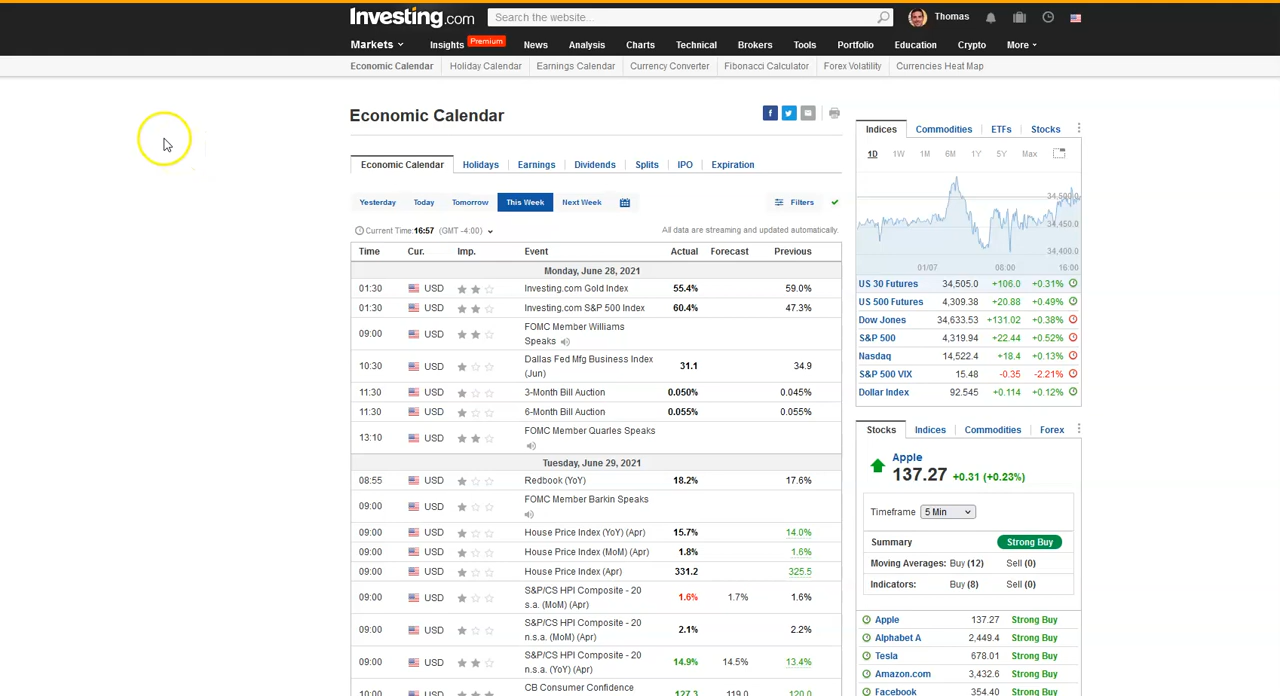 Investing.com Search the website... Thomas
Markets Insights Premium News Analysis Charts Technical Brokers Tools Portfolio Education Crypto More
Economic Calendar Holiday Calendar Earnings Calendar Currency Converter Fibonacci Calculator Forex Volatility Currencies Heat Map
Economic Calendar
Economic Calendar Holidays Earnings Dividends Splits IPO Expiration
Yesterday Today Tomorrow This Week Next Week Filters
Current Time: 16:57 (GMT -4:00) All data are streaming and updated automatically.
Time Cur. Imp. Event Actual Forecast Previous
Monday, June 28, 2021
01:30 USD Investing.com Gold Index 55.4% 59.0%
01:30 USD Investing.com S&P 500 Index 60.4% 47.3%
09:00 USD FOMC Member Williams
Speaks
10:30 USD Dallas Fed Mfg Business Index
(Jun) 31.1 34.9
11:30 USD 3-Month Bill Auction 0.050% 0.045%
11:30 USD 6-Month Bill Auction 0.055% 0.055%
13:10 USD FOMC Member Quarles Speaks
Tuesday, June 29, 2021
08:55 USD Redbook (YoY) 18.2% 17.6%
09:00 USD FOMC Member Barkin Speaks
09:00 USD House Price Index (YoY) (Apr) 15.7% 14.0%
09:00 USD House Price Index (MoM) (Apr) 1.8% 1.6%
09:00 USD House Price Index (Apr) 331.2 325.5
09:00 USD S&P/CS HPI Composite - 20
s.a. (MoM) (Apr) 1.6% 1.7% 1.6%
09:00 USD S&P/CS HPI Composite - 20
n.s.a. (MoM) (Apr) 2.1% 2.2%
09:00 USD S&P/CS HPI Composite - 20
n.s.a. (YoY) (Apr) 14.9% 14.5% 13.4%
10:00 USD CB Consumer Confidence 127.3 119.0 120.0
Indices Commodities ETFs Stocks
1D 1W 1M 6M 1Y 5Y Max
34,500.0
34,450.0
34,400.0
01/07 08:00 16:00
US 30 Futures 34,505.0 +106.0 +0.31%
US 500 Futures 4,309.38 +20.88 +0.49%
Dow Jones 34,633.53 +131.02 +0.38%
S&P 500 4,319.94 +22.44 +0.52%
Nasdaq 14,522.4 +18.4 +0.13%
S&P 500 VIX 15.48 -0.35 -2.21%
Dollar Index 92.545 +0.114 +0.12%
Stocks Indices Commodities Forex
Apple
137.27 +0.31 (+0.23%)
Timeframe 5 Min
Summary Strong Buy
Moving Averages: Buy (12) Sell (0)
Indicators: Buy (8) Sell (0)
Apple 137.27 Strong Buy
Alphabet A 2,449.4 Strong Buy
Tesla 678.01 Strong Buy
Amazon.com 3,432.6 Strong Buy
Facebook 354.40 Strong Buy